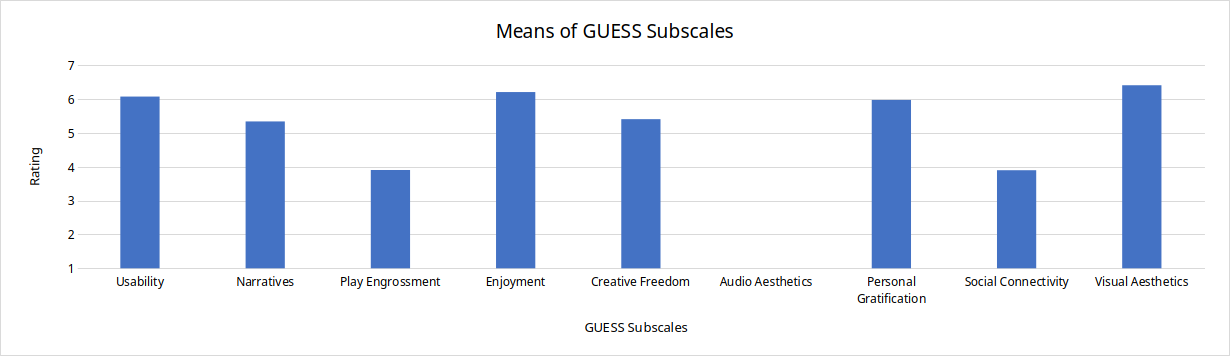 Means of GUESS Subscales
7
6
5
4
3
2
1
Rating
Usability
Narratives
Play Engrossment
Enjoyment
Creative Freedom
Audio Aesthetics
Personal
Gratification
Social Connectivity
Visual Aesthetics
GUESS Subscales